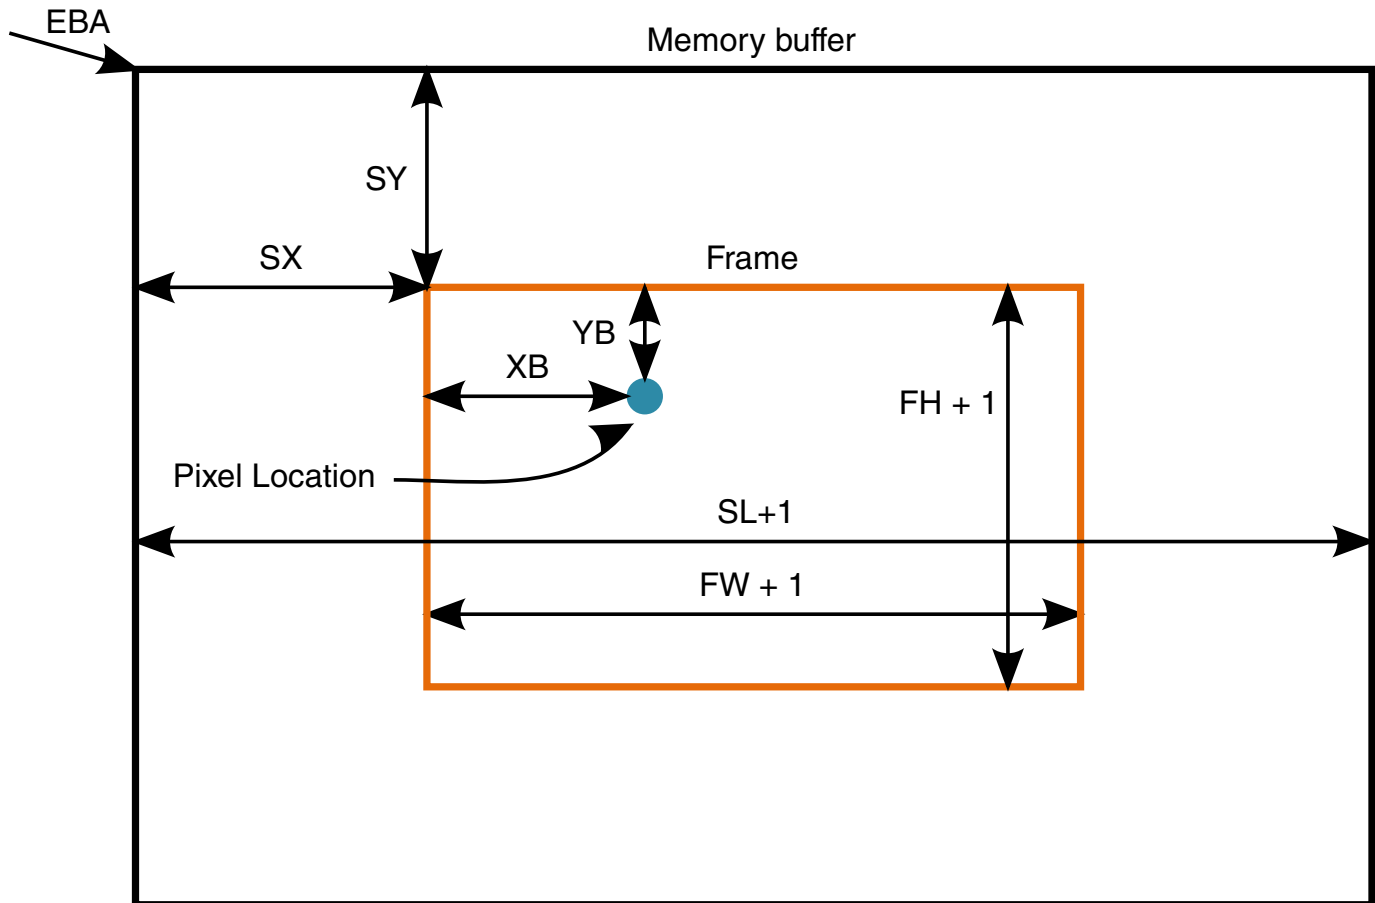 EBA
Memory buffer
SY
SX
Frame
YB
XB
FH + 1
Pixel Location
SL+1
FW + 1